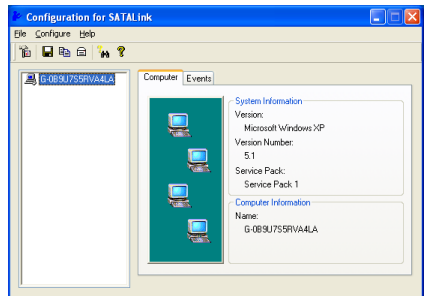 Configuration for SATALink
File Configure Help
G-0B9U7S5RVA4LA
Computer Events
System Information
Version:
Microsoft Windows XP
Version Number:
5.1
Service Pack:
Service Pack 1
Computer Information
Name:
G-0B9U7S5RVA4LA